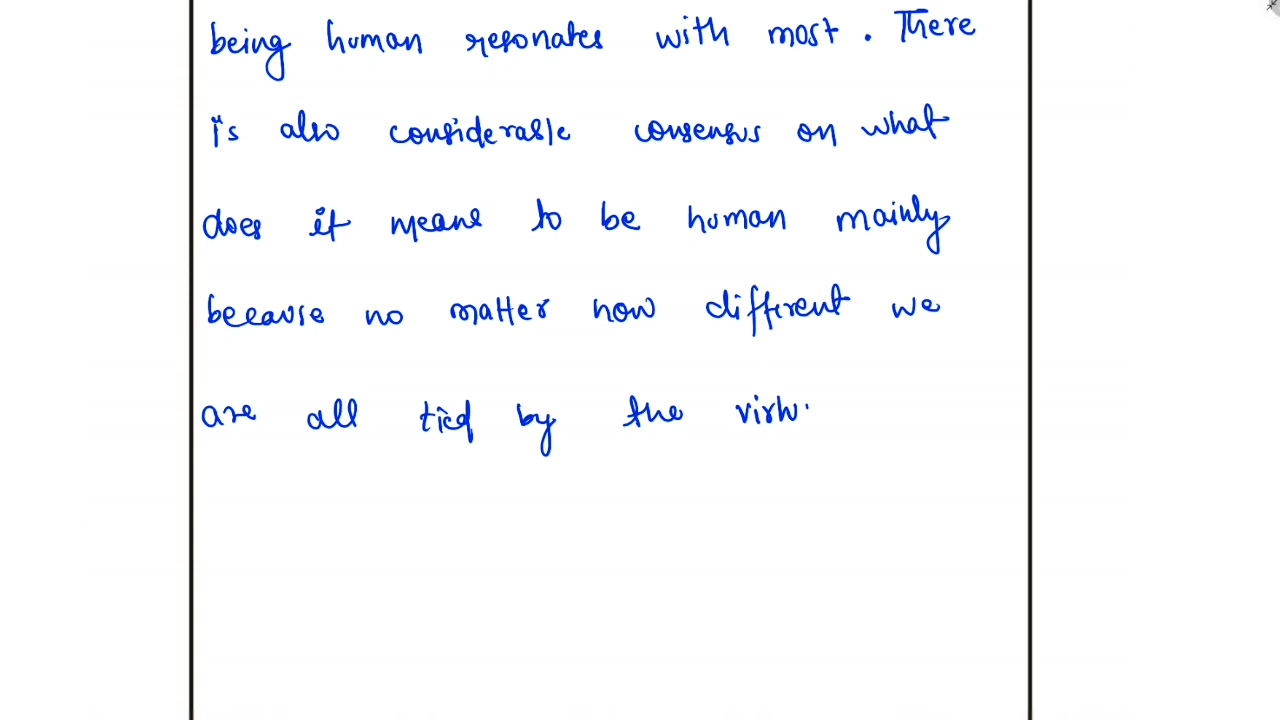 being human resonates with most. There
is also considerable consensus on what
does it means to be human mainly
because no matter how different we
are all tied by the